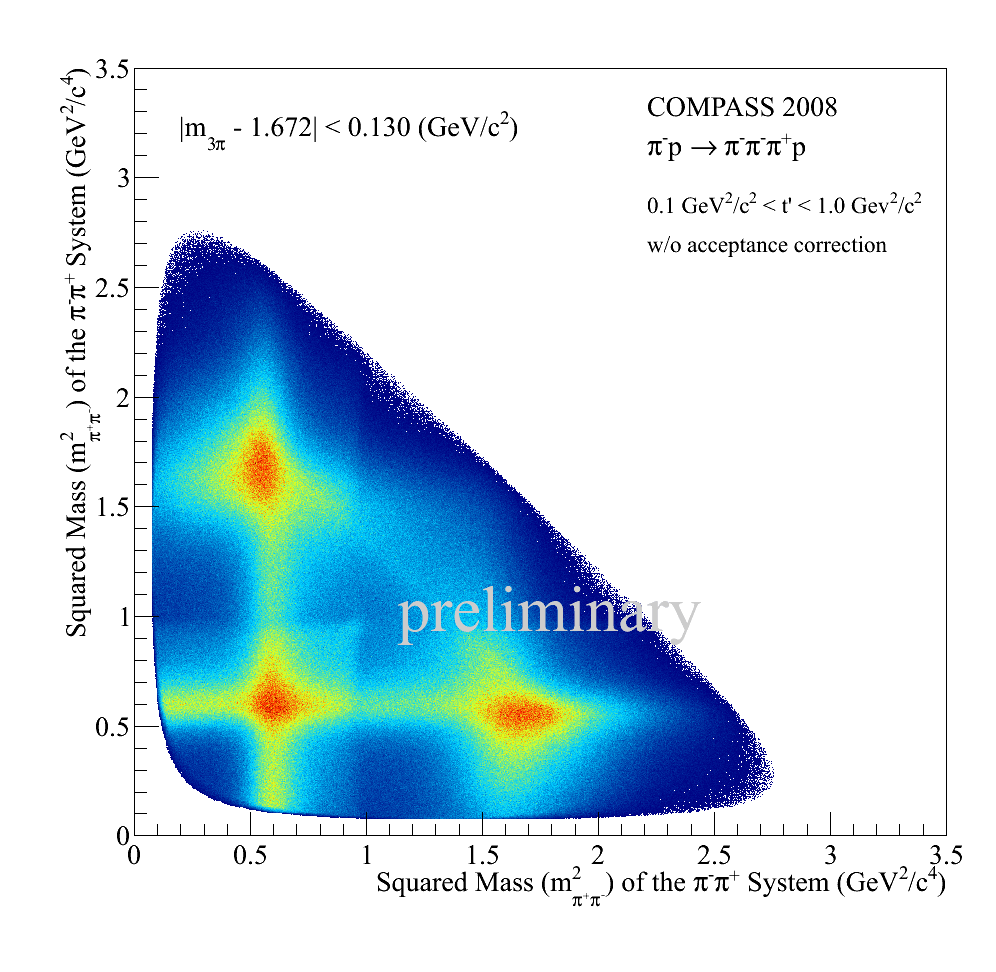 |m3π - 1.672| < 0.130 (GeV/c²)
COMPASS 2008
π⁻p → π⁻π⁻π⁺p
0.1 GeV²/c² < t' < 1.0 Gev²/c²
w/o acceptance correction
preliminary
Squared Mass (m²π⁺π⁻) of the π⁻π⁺ System (GeV²/c⁴)
3.5
3
2.5
2
1.5
1
0.5
0
0 0.5 1 1.5 2 2.5 3 3.5
Squared Mass (m²π⁺π⁻) of the π⁻π⁺ System (GeV²/c⁴)